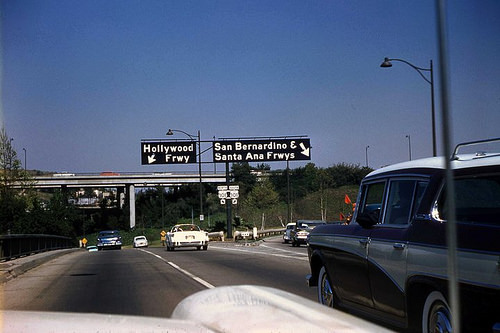 Hollywood
Frwy
San Bernardino &
Santa Ana Frwys